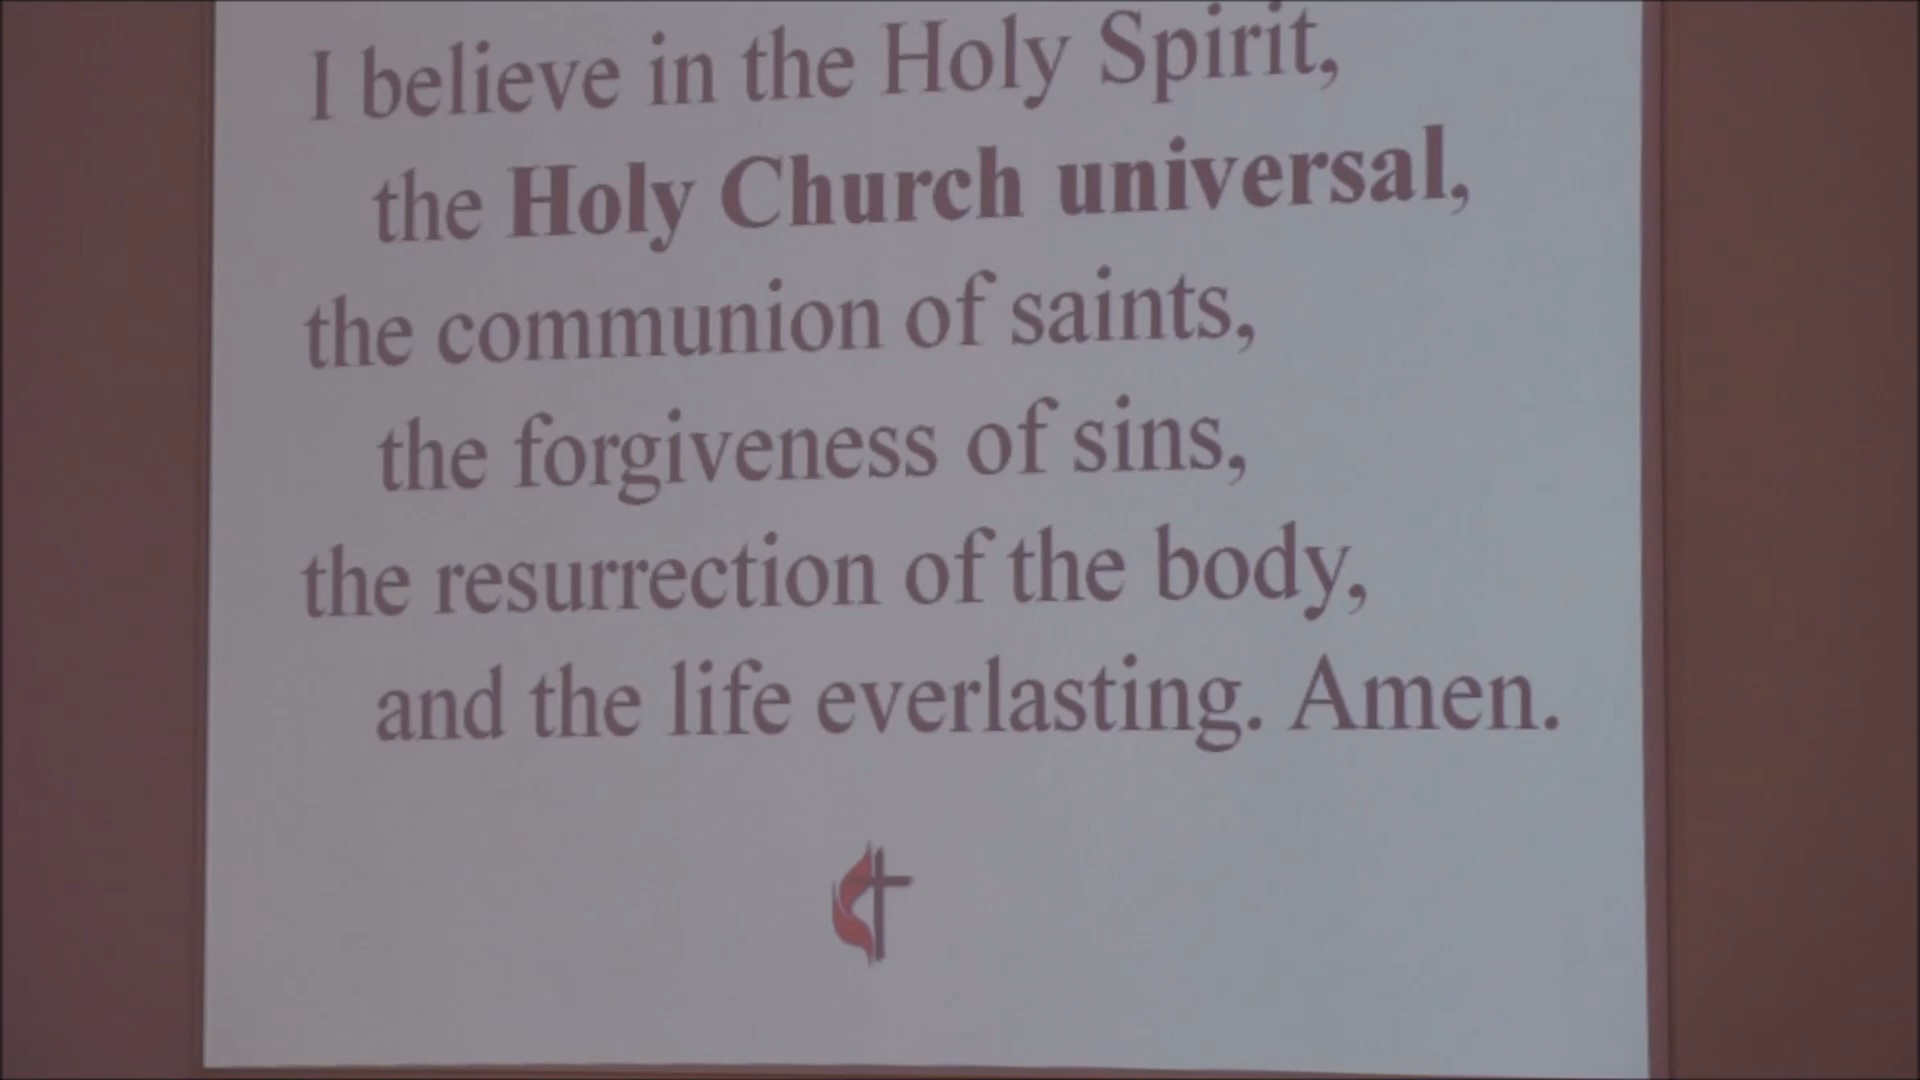 I believe in the Holy Spirit,
the Holy Church universal,
the communion of saints,
the forgiveness of sins,
the resurrection of the body,
and the life everlasting. Amen.